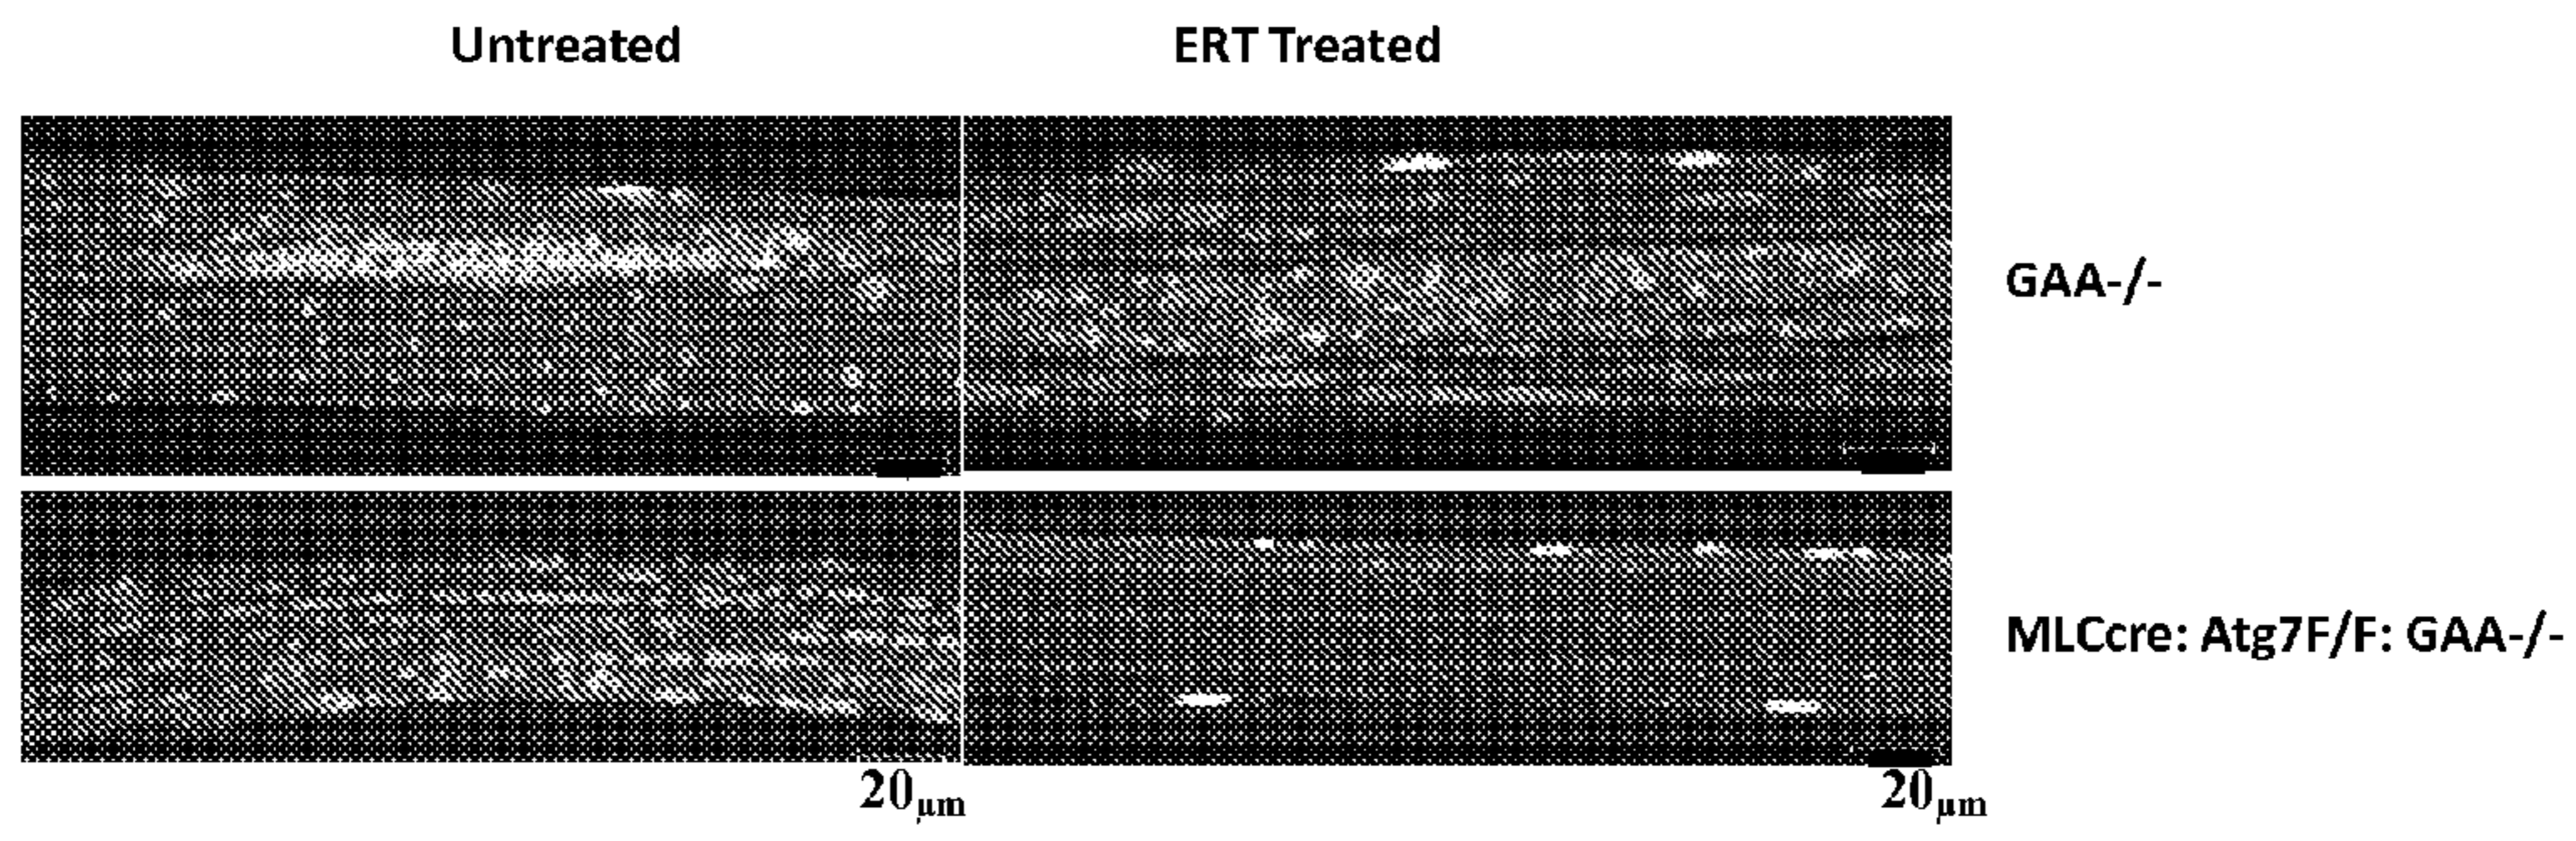 Untreated
ERT Treated
GAA-/-
MLCcre: Atg7F/F: GAA-/-
20µm
20µm